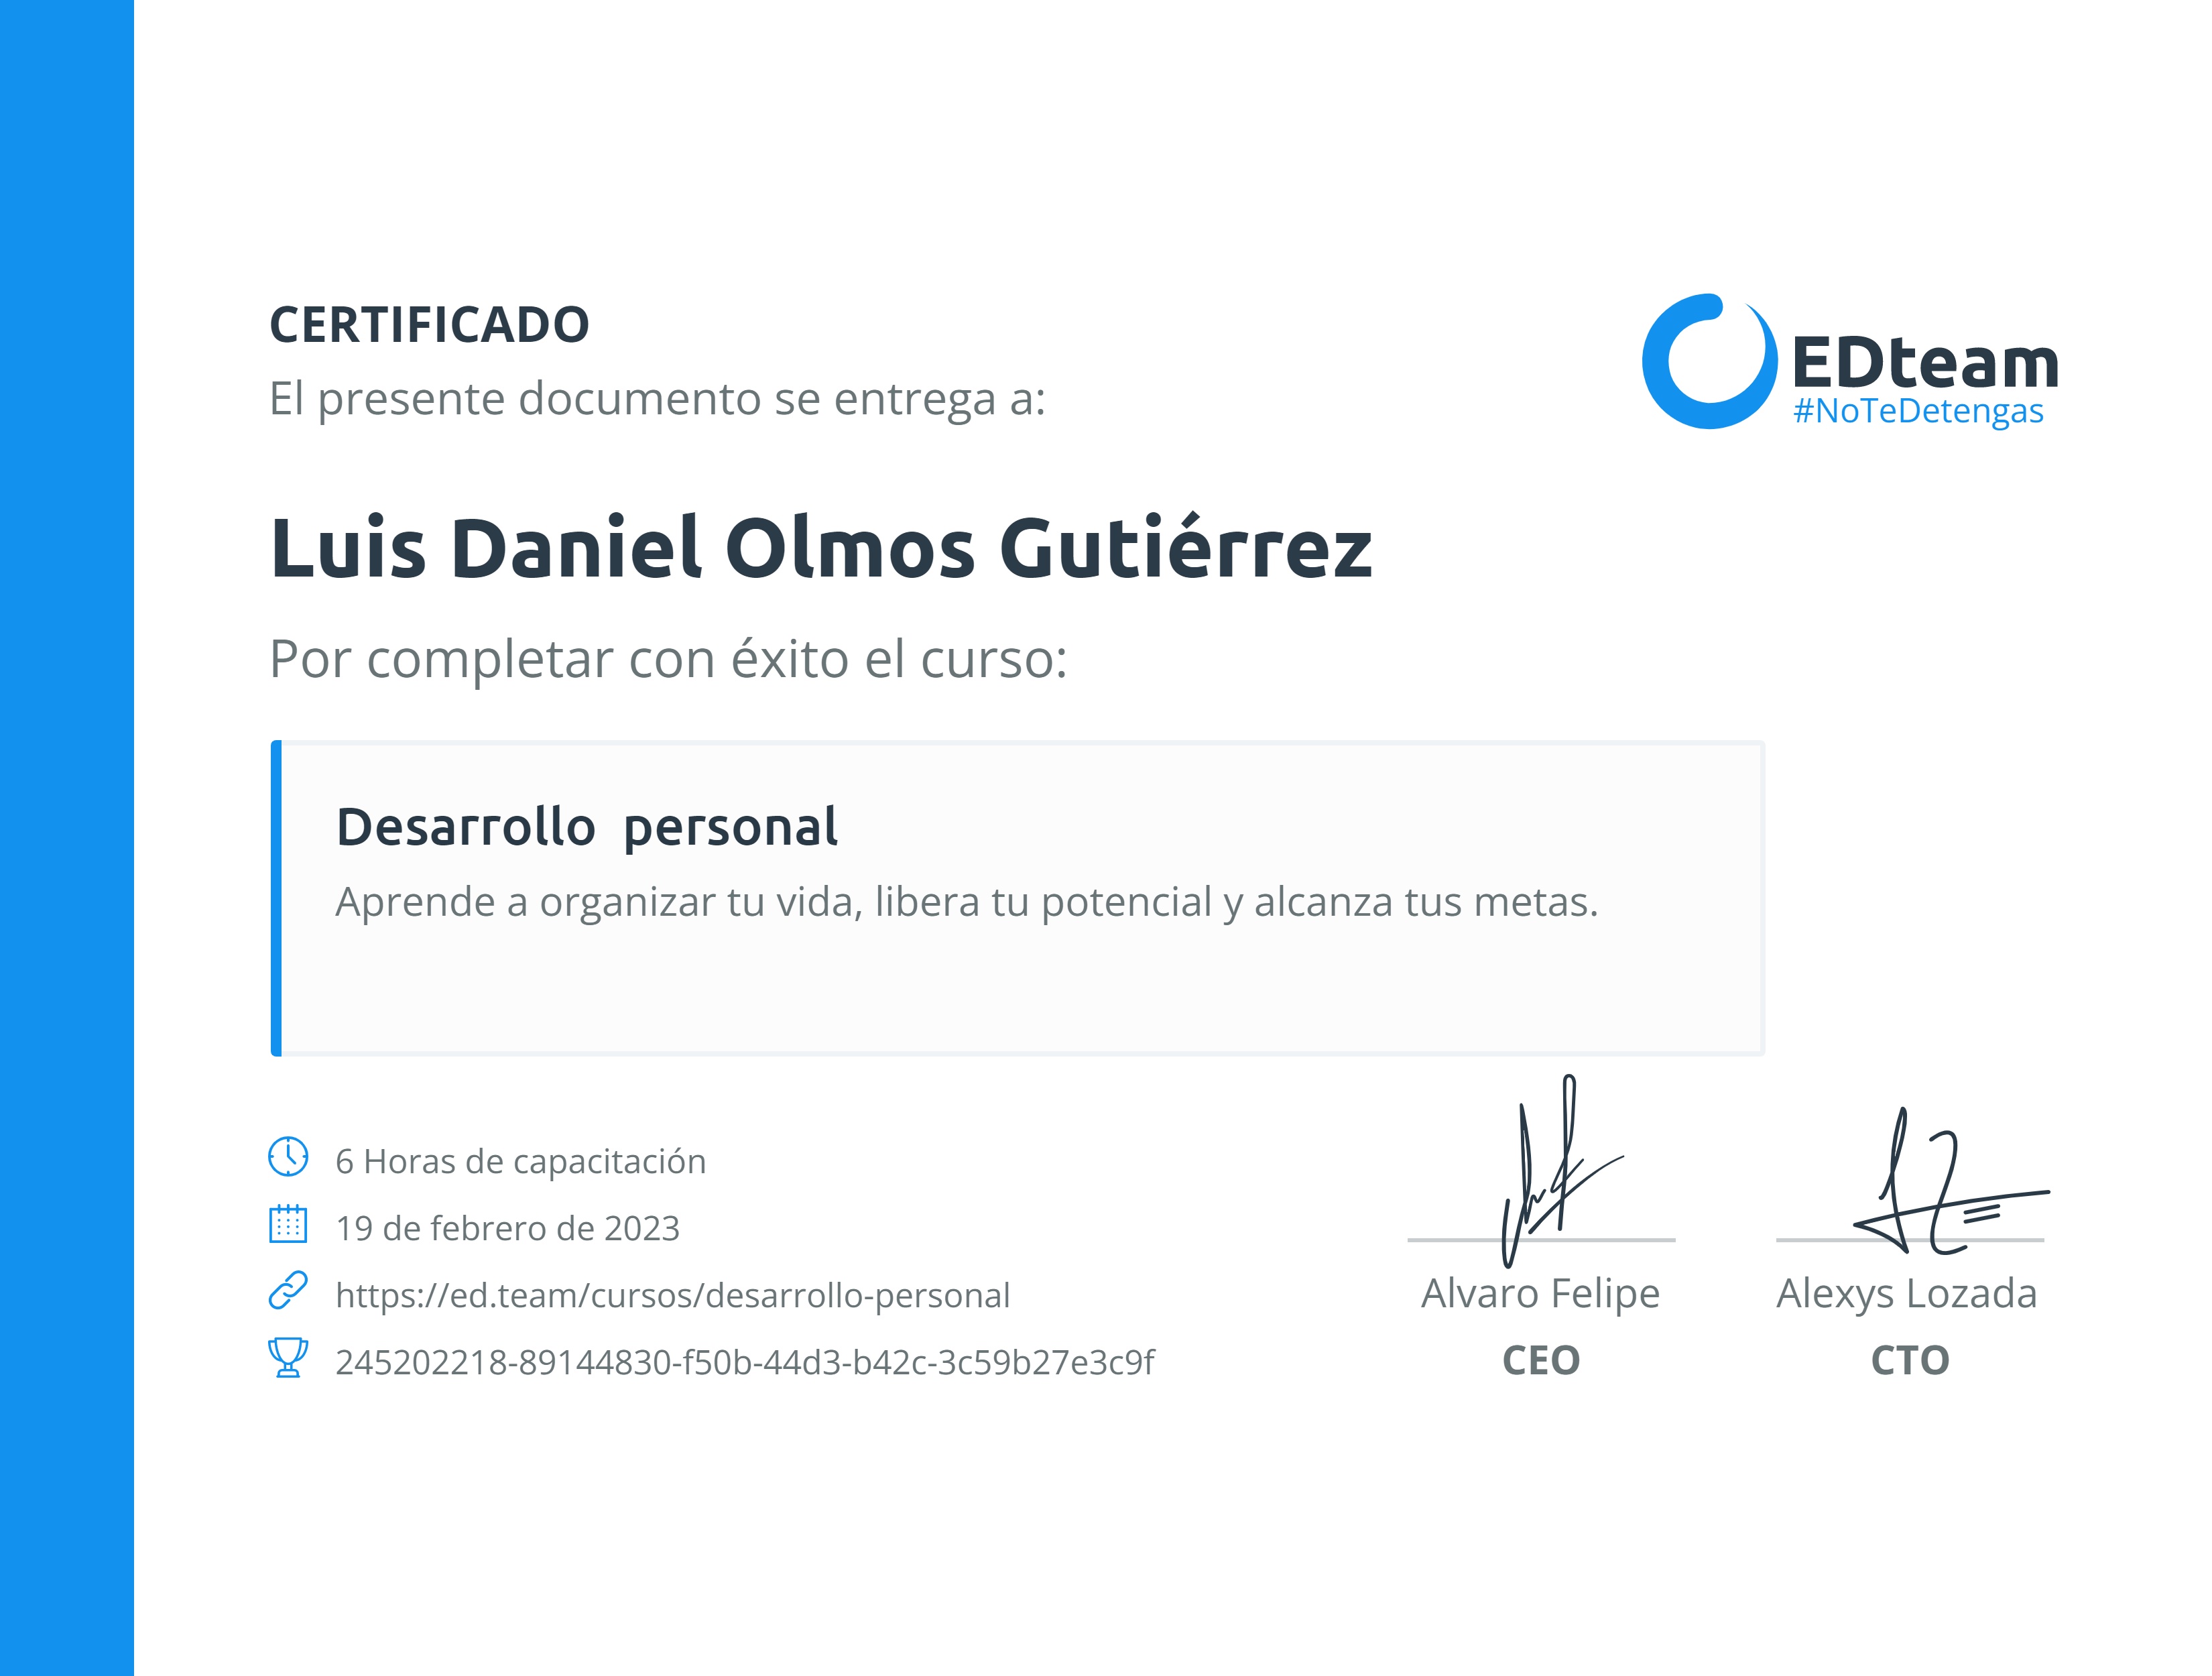 CERTIFICADO
El presente documento se entrega a:
EDteam
#NoTeDetengas
Luis Daniel Olmos Gutiérrez
Por completar con éxito el curso:
Desarrollo personal
Aprende a organizar tu vida, libera tu potencial y alcanza tus metas.
6 Horas de capacitación
19 de febrero de 2023
https://ed.team/cursos/desarrollo-personal
245202218-89144830-f50b-44d3-b42c-3c59b27e3c9f
Alvaro Felipe
CEO
Alexys Lozada
CTO